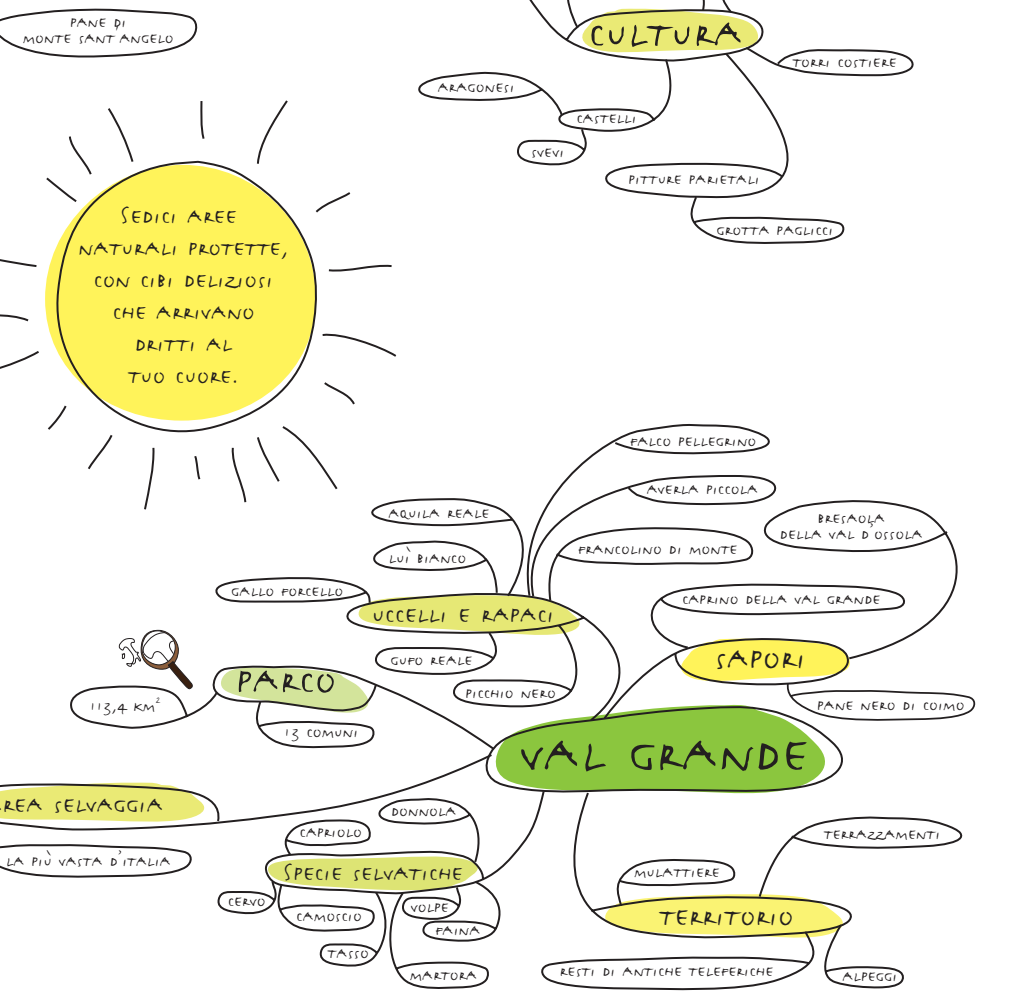 PANE DI
MONTE SANT'ANGELO
CULTURA
TORRI COSTIERE
ARAGONESI
CASTELLI
SVEVI
PITTURE PARIETALI
GROTTA PAGLICCI
SEDICI AREE
NATURALI PROTETTE,
CON CIBI DELIZIOSI
CHE ARRIVANO
DRITTI AL
TUO CUORE.
FALCO PELLEGRINO
AVERLA PICCOLA
AQUILA REALE
BRESAOLA
DELLA VAL D'OSSOLA
FRANCOLINO DI MONTE
LUÌ BIANCO
GALLO FORCELLO
CAPRINO DELLA VAL GRANDE
UCCELLI E RAPACI
GUFO REALE
SAPORI
PICCHIO NERO
PARCO
113,4 KM²
PANE NERO DI COIMO
13 COMUNI
VAL GRANDE
REA SELVAGGIA
DONNOLA
CAPRIOLO
TERRAZZAMENTI
LA PIÙ VASTA D'ITALIA
SPECIE SELVATICHE
MULATTIERE
CERVO
VOLPE
CAMOSCIO
TERRITORIO
FAINA
TASSO
MARTORA
RESTI DI ANTICHE TELEFERICHE
ALPEGGI